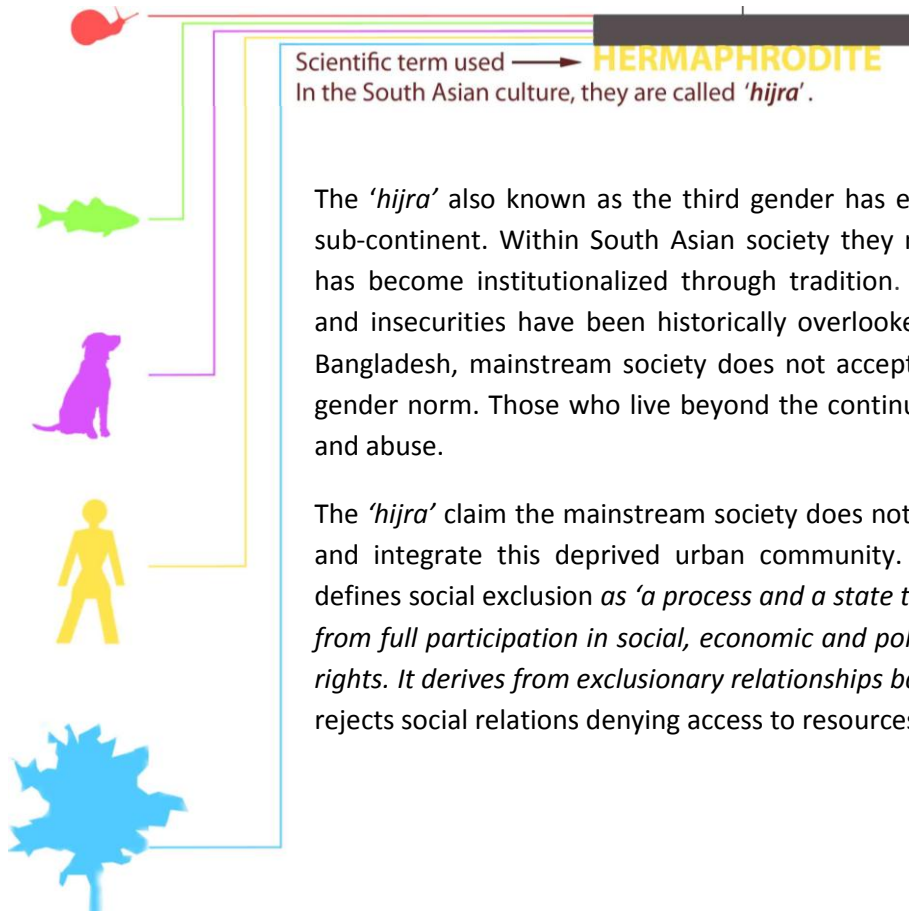 Scientific term used HERMAPHRODITE
In the South Asian culture, they are called 'hijra'.
The 'hijra' also known as the third gender has
sub-continent. Within South Asian society they
has become institutionalized through tradition.
and insecurities have been historically
Bangladesh, mainstream society does not accept
gender norm. Those who live beyond the
and abuse.
The 'hijra' claim the mainstream society does not
and integrate this deprived urban community.
defines social exclusion as 'a process and a state
from full participation in social, economic and
rights. It derives from exclusionary relationships
rejects social relations denying access to resources